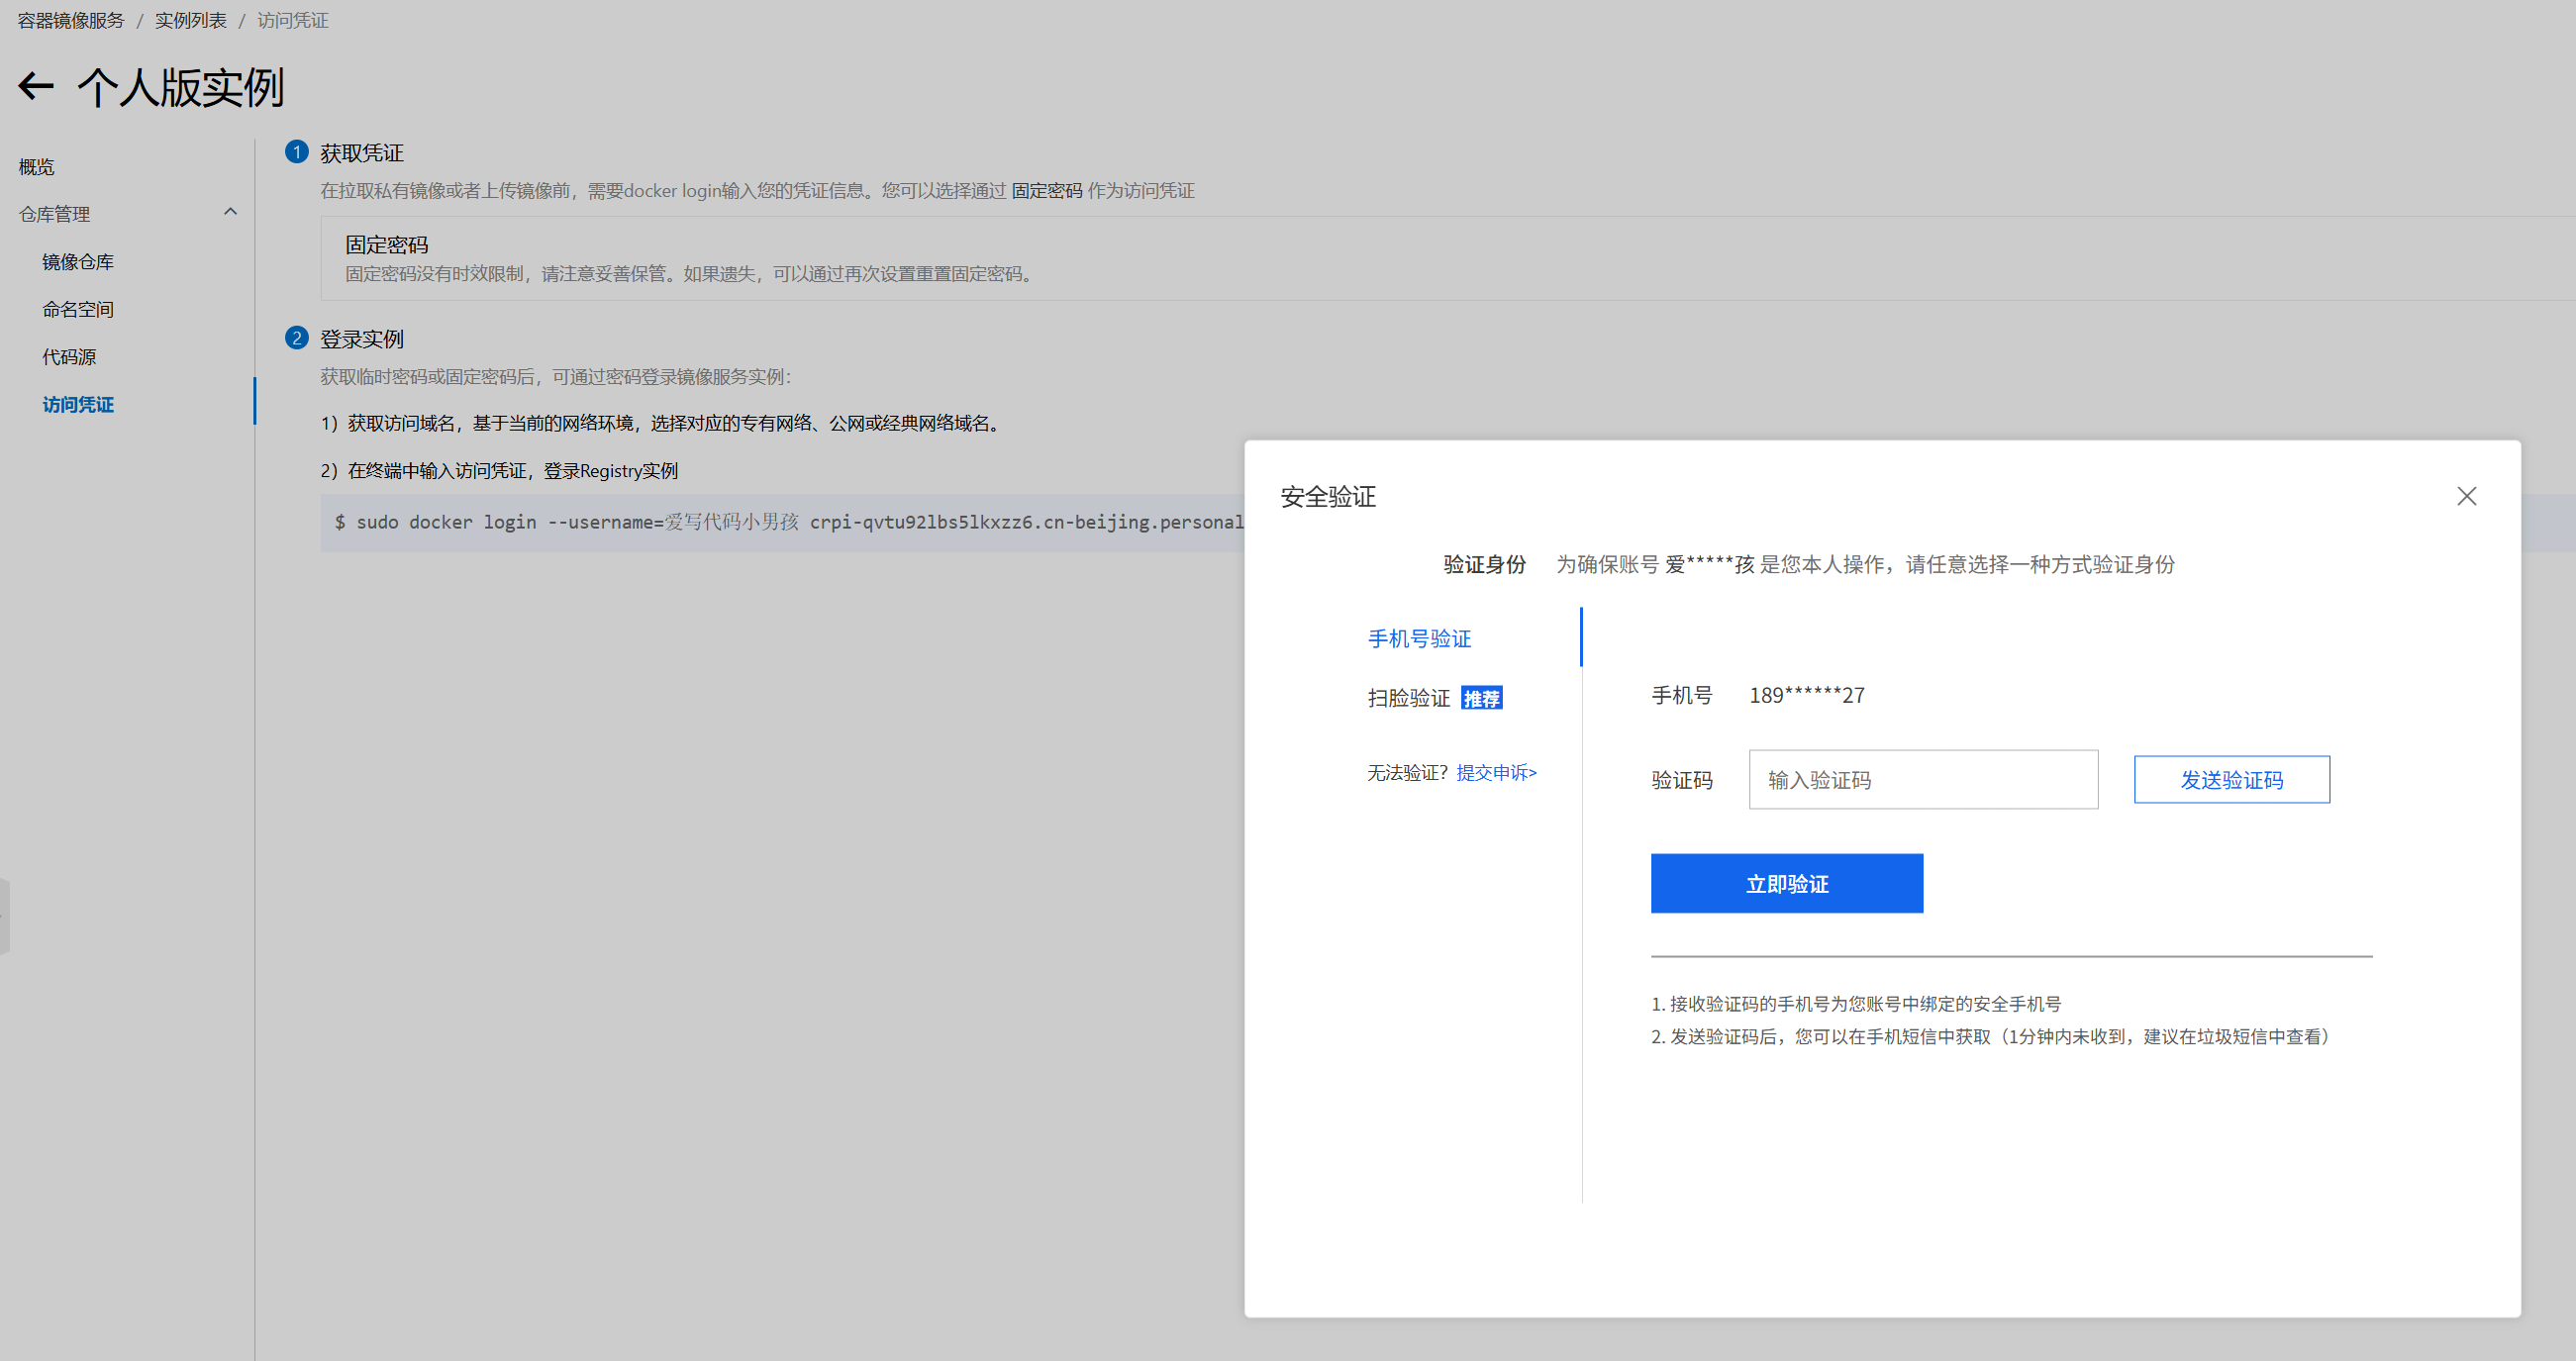 容器镜像服务 / 实例列表 / 访问凭证
个人版实例
概览
仓库管理
镜像仓库
命名空间
代码源
访问凭证
1 获取凭证
在拉取私有镜像或者上传镜像前，需要docker login输入您的凭证信息。您可以选择通过 固定密码 作为访问凭证
固定密码
固定密码没有时效限制，请注意妥善保管。如果遗失，可以通过再次设置重置固定密码。
2 登录实例
获取临时密码或固定密码后，可通过密码登录镜像服务实例：
1）获取访问域名，基于当前的网络环境，选择对应的专有网络、公网或经典网络域名。
2）在终端中输入访问凭证，登录Registry实例
$ sudo docker login --username=爱写代码小男孩 crpi-qvtu92lbs5lkxzz6.cn-beijing.personal
安全验证
验证身份 为确保账号 爱*****孩 是您本人操作，请任意选择一种方式验证身份
手机号验证
扫脸验证 推荐
无法验证？提交申诉>
手机号 189******27
验证码 输入验证码 发送验证码
立即验证
1. 接收验证码的手机号为您账号中绑定的安全手机号
2. 发送验证码后，您可以在手机短信中获取（1分钟内未收到，建议在垃圾短信中查看）